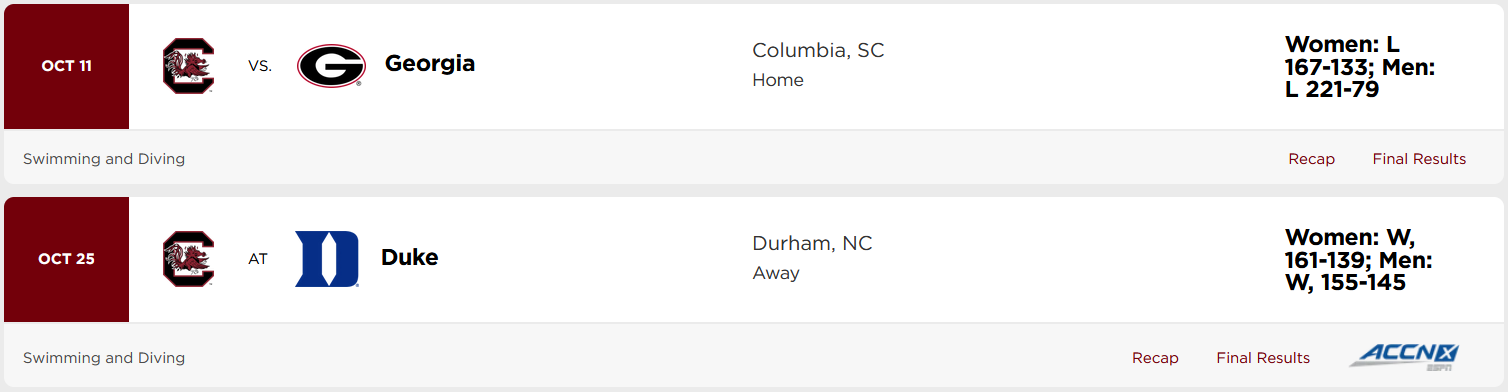 OCT 11
VS.
Georgia
Columbia, SC
Home
Women: L
167-133; Men:
L 221-79
Swimming and Diving
Recap
Final Results
OCT 25
AT
Duke
Durham, NC
Away
Women: W,
161-139; Men:
W, 155-145
Swimming and Diving
Recap
Final Results
ACCNX
ESPN